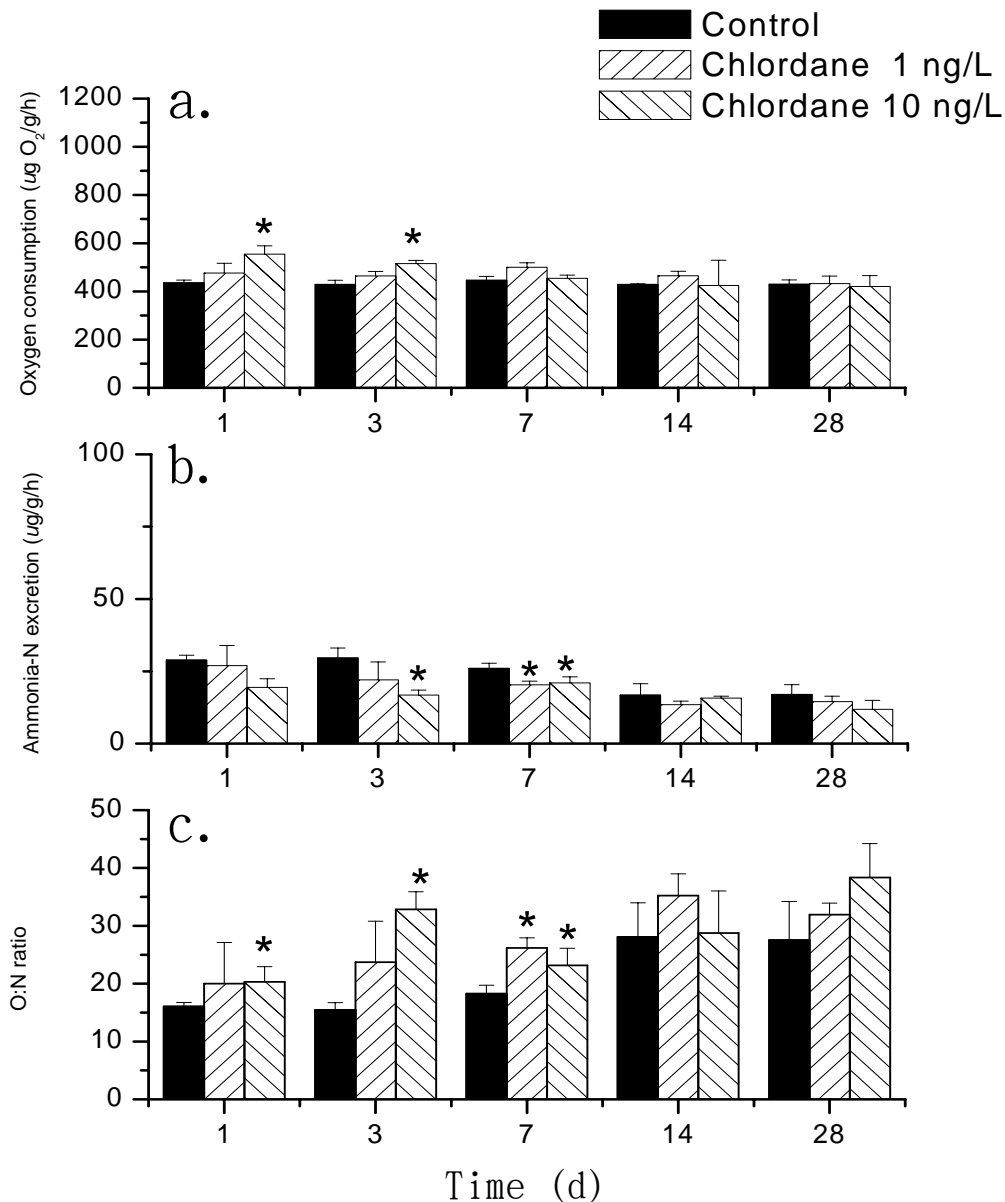 Control
Chlordane 1 ng/L
Chlordane 10 ng/L
a.
Oxygen consumption (ug O₂/g/h)
1200
1000
800
600
400
200
0
* *
1 3 7 14 28
b.
Ammonia-N excretion (ug/g/h)
100
50
0
* * *
1 3 7 14 28
c.
O:N ratio
50
40
30
20
10
0
* * * *
1 3 7 14 28
Time (d)